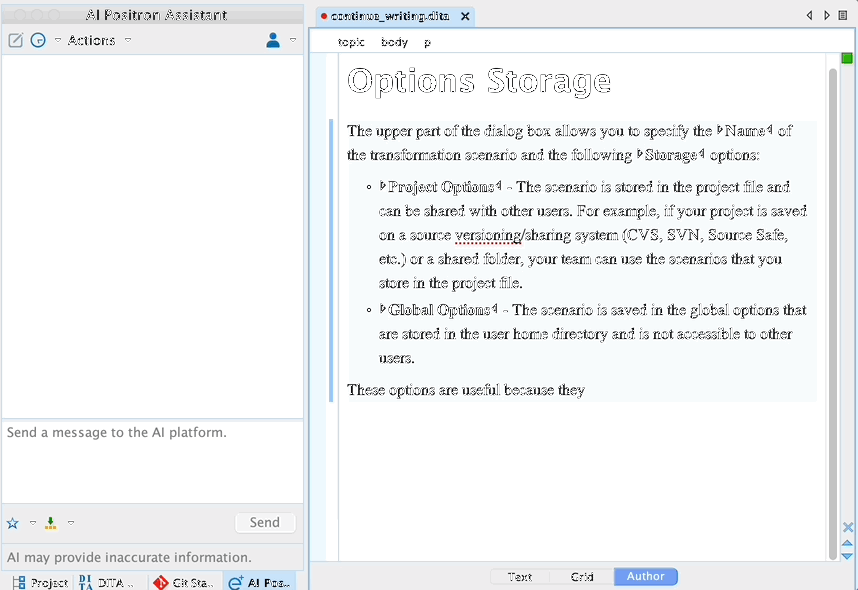 AI Positron Assistant
Actions
Send a message to the AI platform.
Send
AI may provide inaccurate information.
Project
DITA ..
Git Sta..
AI Pos..
continue_writing.dita
topic body p
Options Storage
The upper part of the dialog box allows you to specify the Name of
the transformation scenario and the following Storage options:
Project Options - The scenario is stored in the project file and
can be shared with other users. For example, if your project is saved
on a source versioning/sharing system (CVS, SVN, Source Safe,
etc.) or a shared folder, your team can use the scenarios that you
store in the project file.
Global Options - The scenario is saved in the global options that
are stored in the user home directory and is not accessible to other
users.
These options are useful because they
Text Grid Author